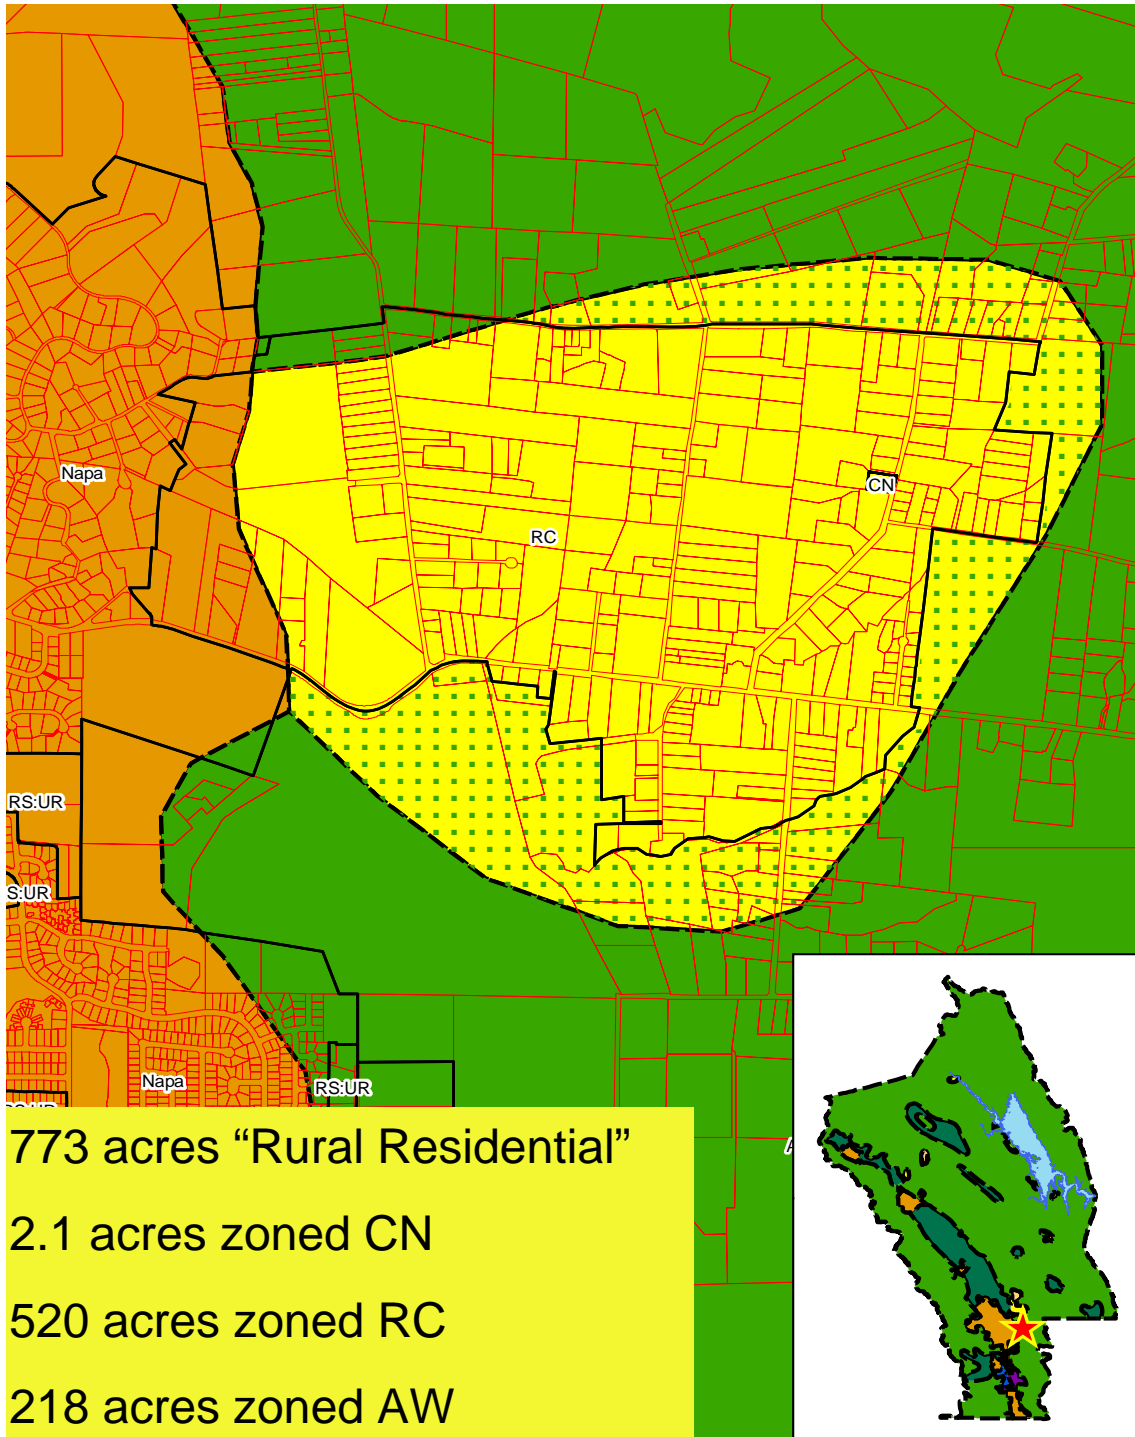 Napa
CN
RC
RS:UR
S:UR
Napa
RS:UR
773 acres “Rural Residential”
2.1 acres zoned CN
520 acres zoned RC
218 acres zoned AW